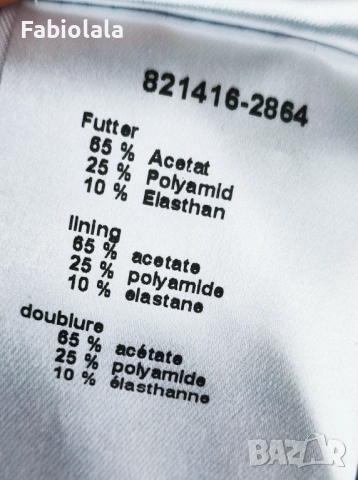 Fabiolala
821416-2864
Futter
65 % Acetat
25 % Polyamid
10 % Elasthan
lining
65 % acetate
25 % polyamide
10 % elastane
doublure
65 % acétate
25 % polyamide
10 % élasthanne
BAZAR